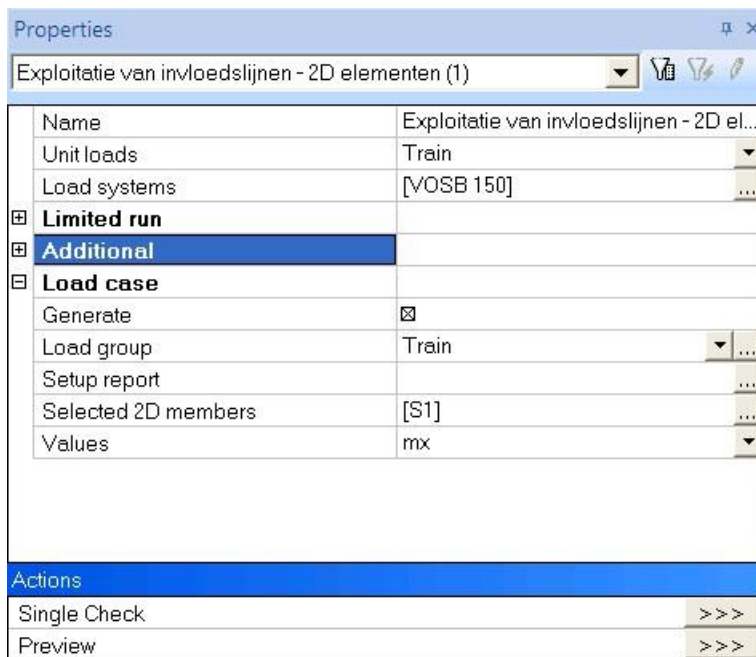 Properties
Exploitatie van invloedslijnen - 2D elementen (1)
Name Exploitatie van invloedslijnen - 2D el...
Unit loads Train
Load systems [VOSB 150] ...
Limited run
Additional
Load case
Generate
Load group Train ...
Setup report ...
Selected 2D members [S1] ...
Values mx
Actions
Single Check >>>
Preview >>>